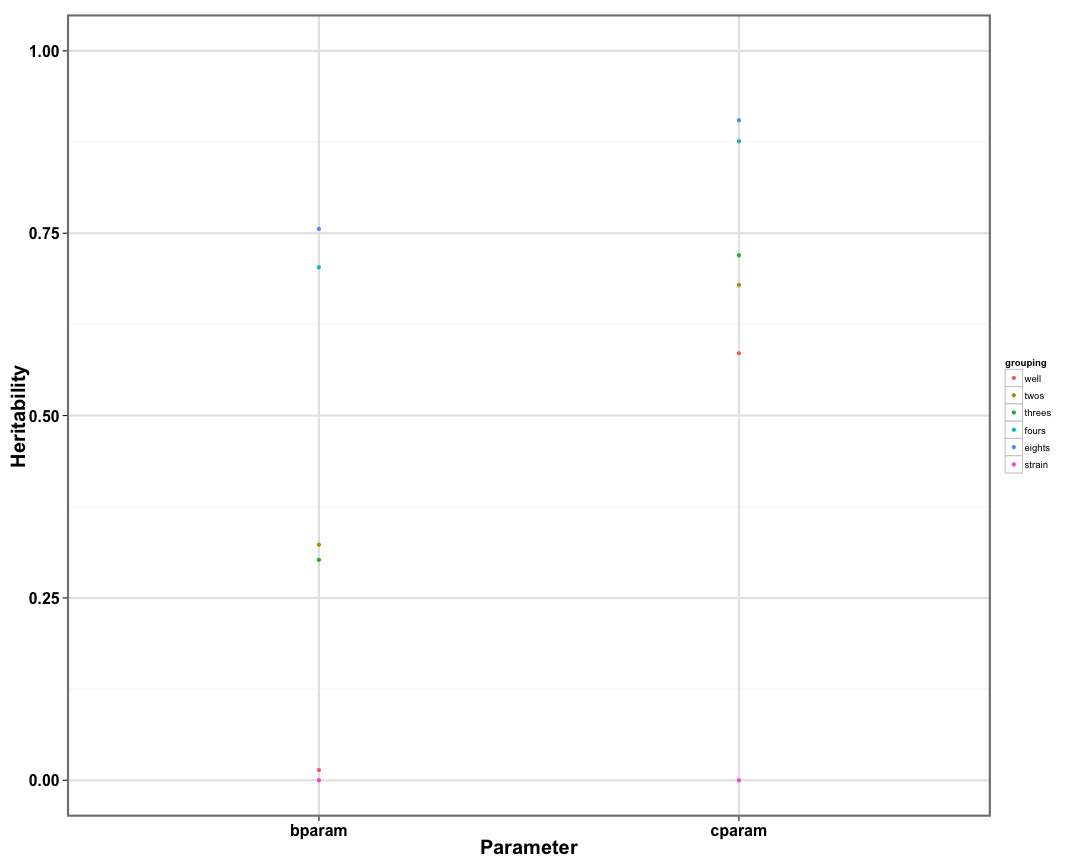 1.00
0.75
0.50
0.25
0.00
Heritability
bparam
cparam
Parameter
grouping
well
twos
threes
fours
eights
strain